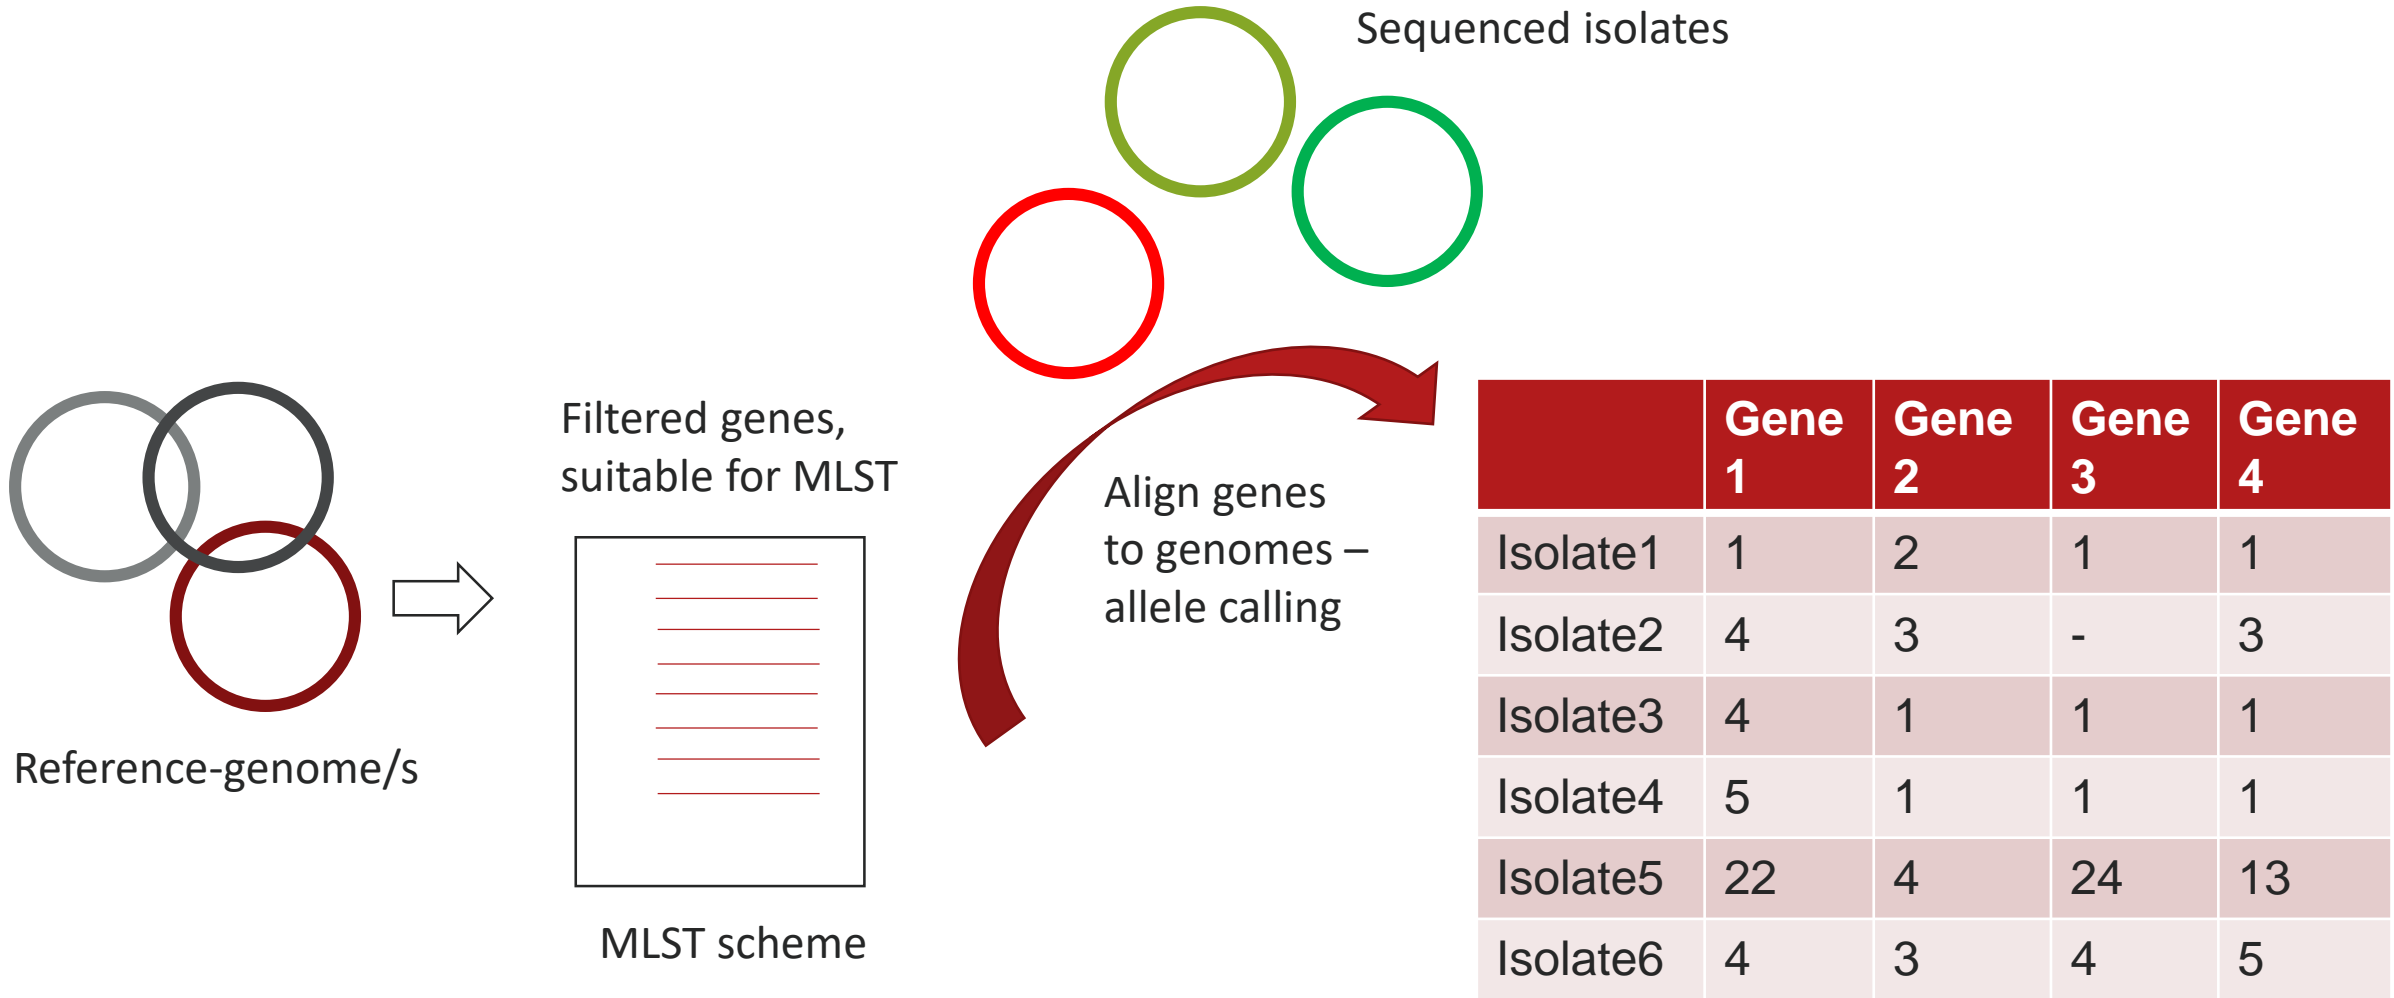 Sequenced isolates
Filtered genes,
suitable for MLST
Align genes
to genomes –
allele calling
Reference-genome/s
MLST scheme
Gene 1 Gene 2 Gene 3 Gene 4
Isolate1 1 2 1 1
Isolate2 4 3 - 3
Isolate3 4 1 1 1
Isolate4 5 1 1 1
Isolate5 22 4 24 13
Isolate6 4 3 4 5